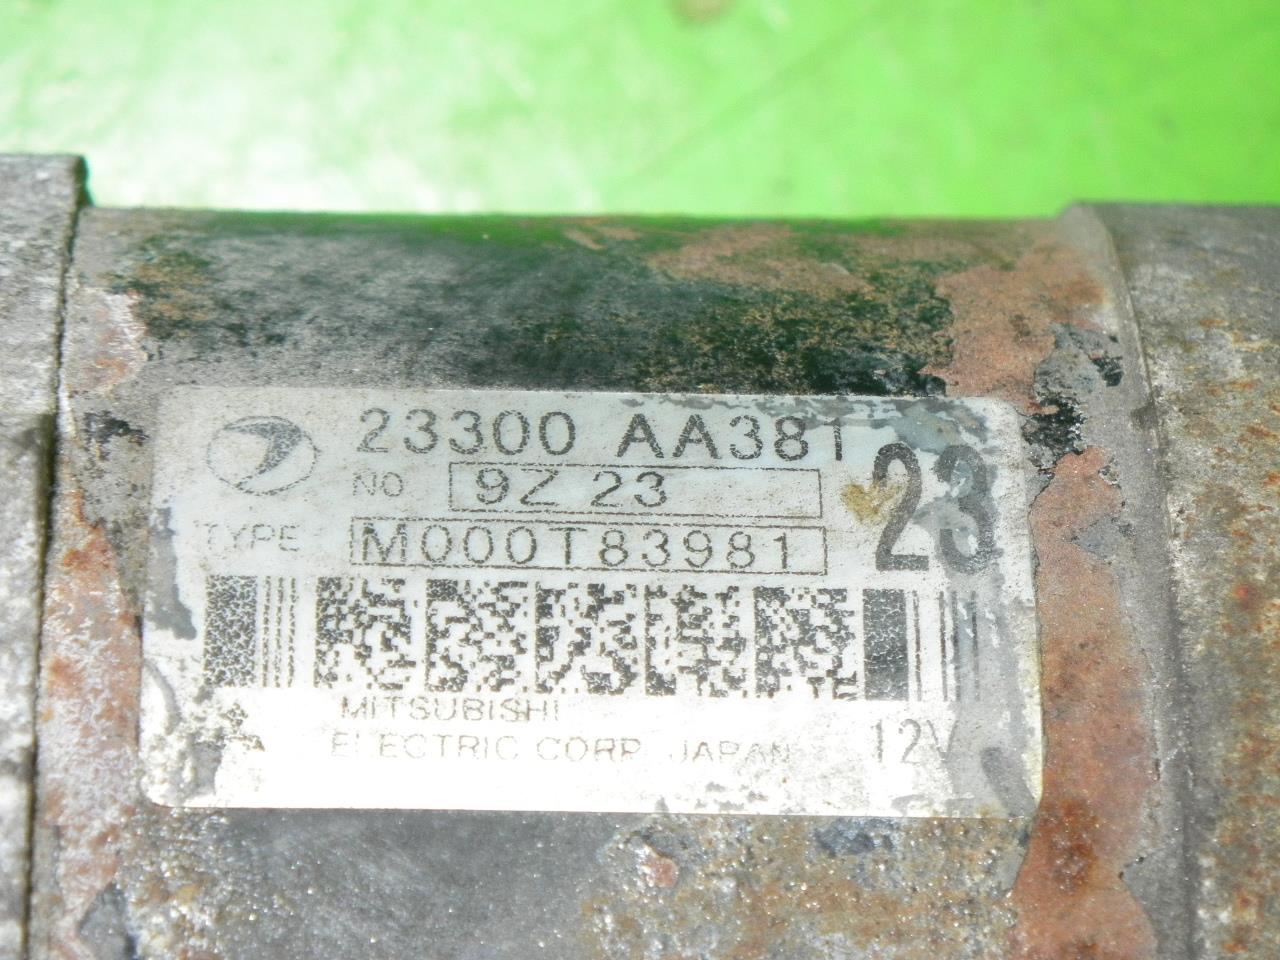 23300 AA381
NO 9Z 23
23
TYPE M000T83981
MITSUBISHI
ELECTRIC CORP. JAPAN 12V